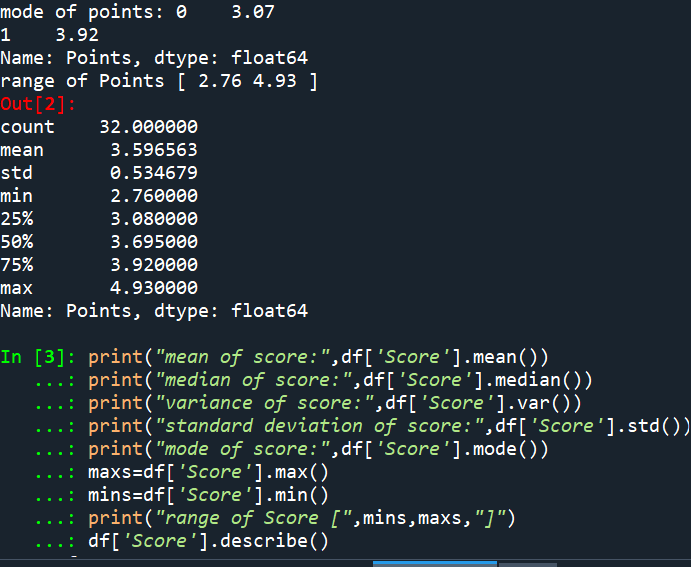 mode of points: 0    3.07
1    3.92
Name: Points, dtype: float64
range of Points [ 2.76 4.93 ]
Out[2]:
count    32.000000
mean      3.596563
std       0.534679
min       2.760000
25%       3.080000
50%       3.695000
75%       3.920000
max       4.930000
Name: Points, dtype: float64
In [3]: print("mean of score:",df['Score'].mean())
   ...: print("median of score:",df['Score'].median())
   ...: print("variance of score:",df['Score'].var())
   ...: print("standard deviation of score:",df['Score'].std())
   ...: print("mode of score:",df['Score'].mode())
   ...: maxs=df['Score'].max()
   ...: mins=df['Score'].min()
   ...: print("range of Score [",mins,maxs,"]")
   ...: df['Score'].describe()